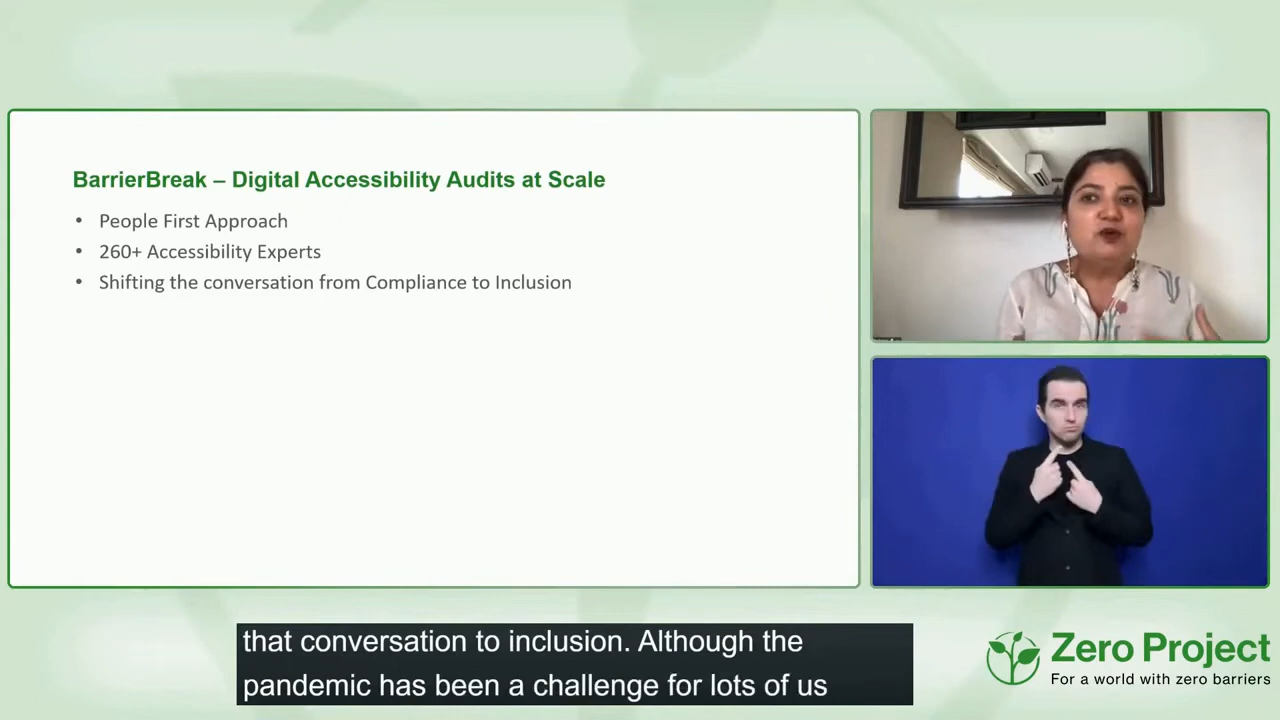 BarrierBreak – Digital Accessibility Audits at Scale
• People First Approach
• 260+ Accessibility Experts
• Shifting the conversation from Compliance to Inclusion
that conversation to inclusion. Although the
pandemic has been a challenge for lots of us
Zero Project
For a world with zero barriers